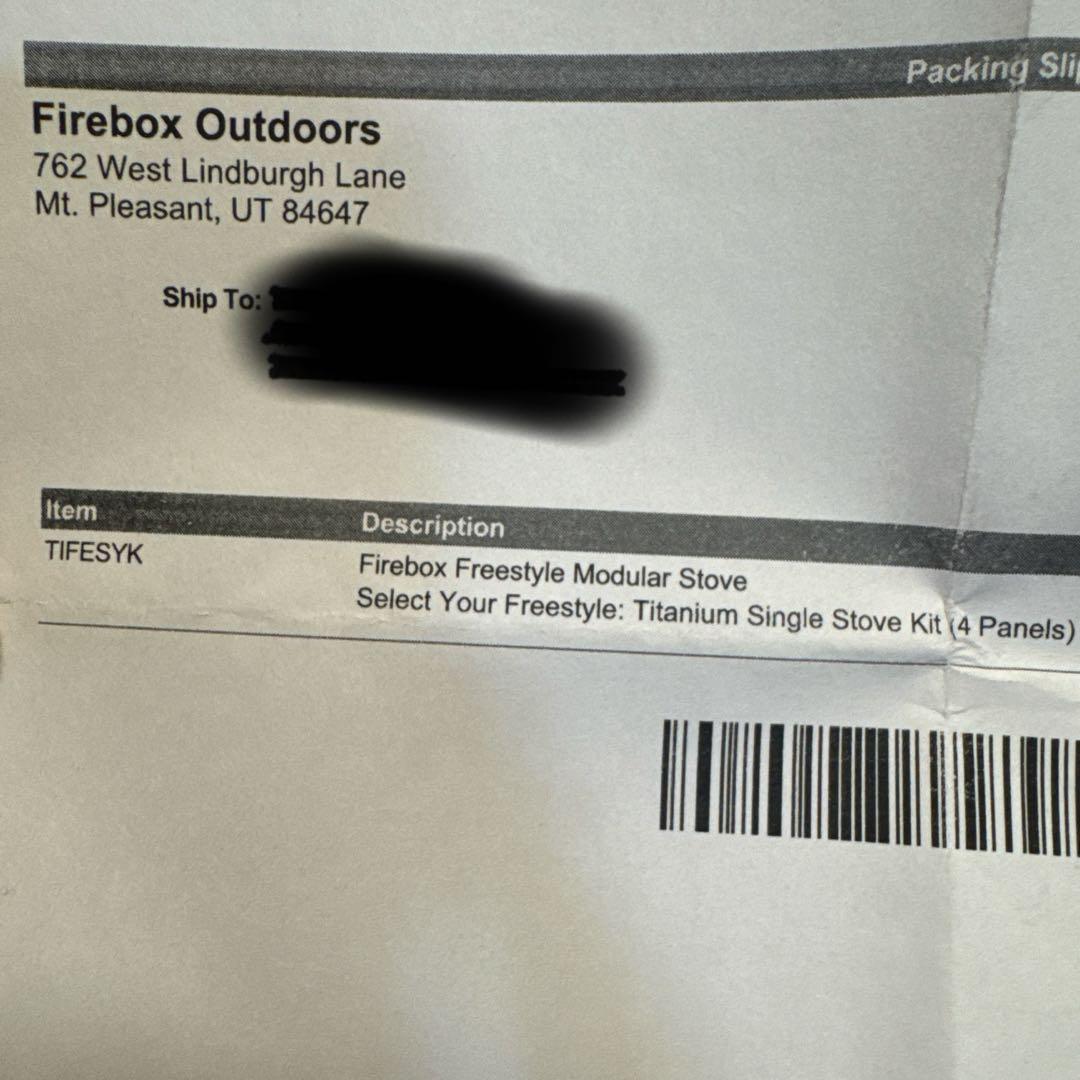 Packing Slip
Firebox Outdoors
762 West Lindburgh Lane
Mt. Pleasant, UT 84647
Ship To:
Item Description
TIFESYK Firebox Freestyle Modular Stove
Select Your Freestyle: Titanium Single Stove Kit (4 Panels)